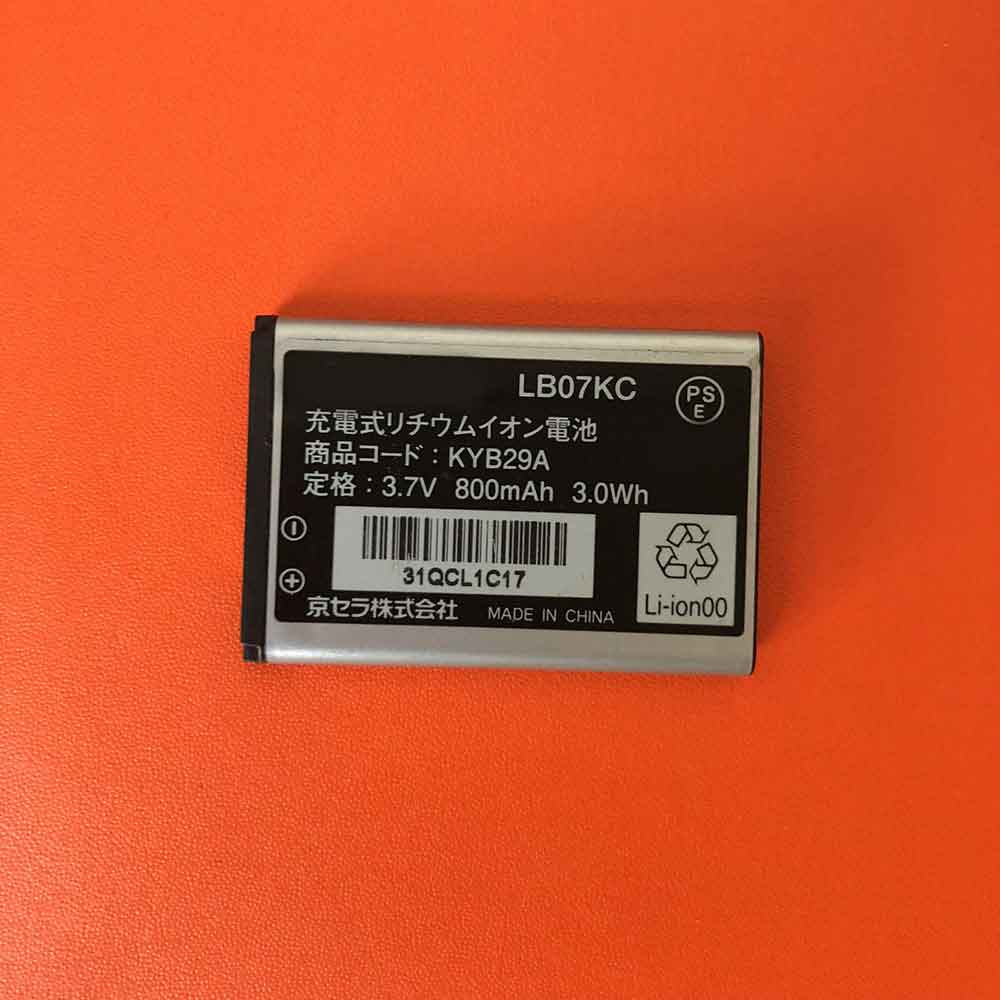 LB07KC
PS
E
充電式リチウムイオン電池
商品コード：KYB29A
定格：3.7V 800mAh 3.0Wh
31QCL1C17
Li-ion00
京セラ株式会社 MADE IN CHINA